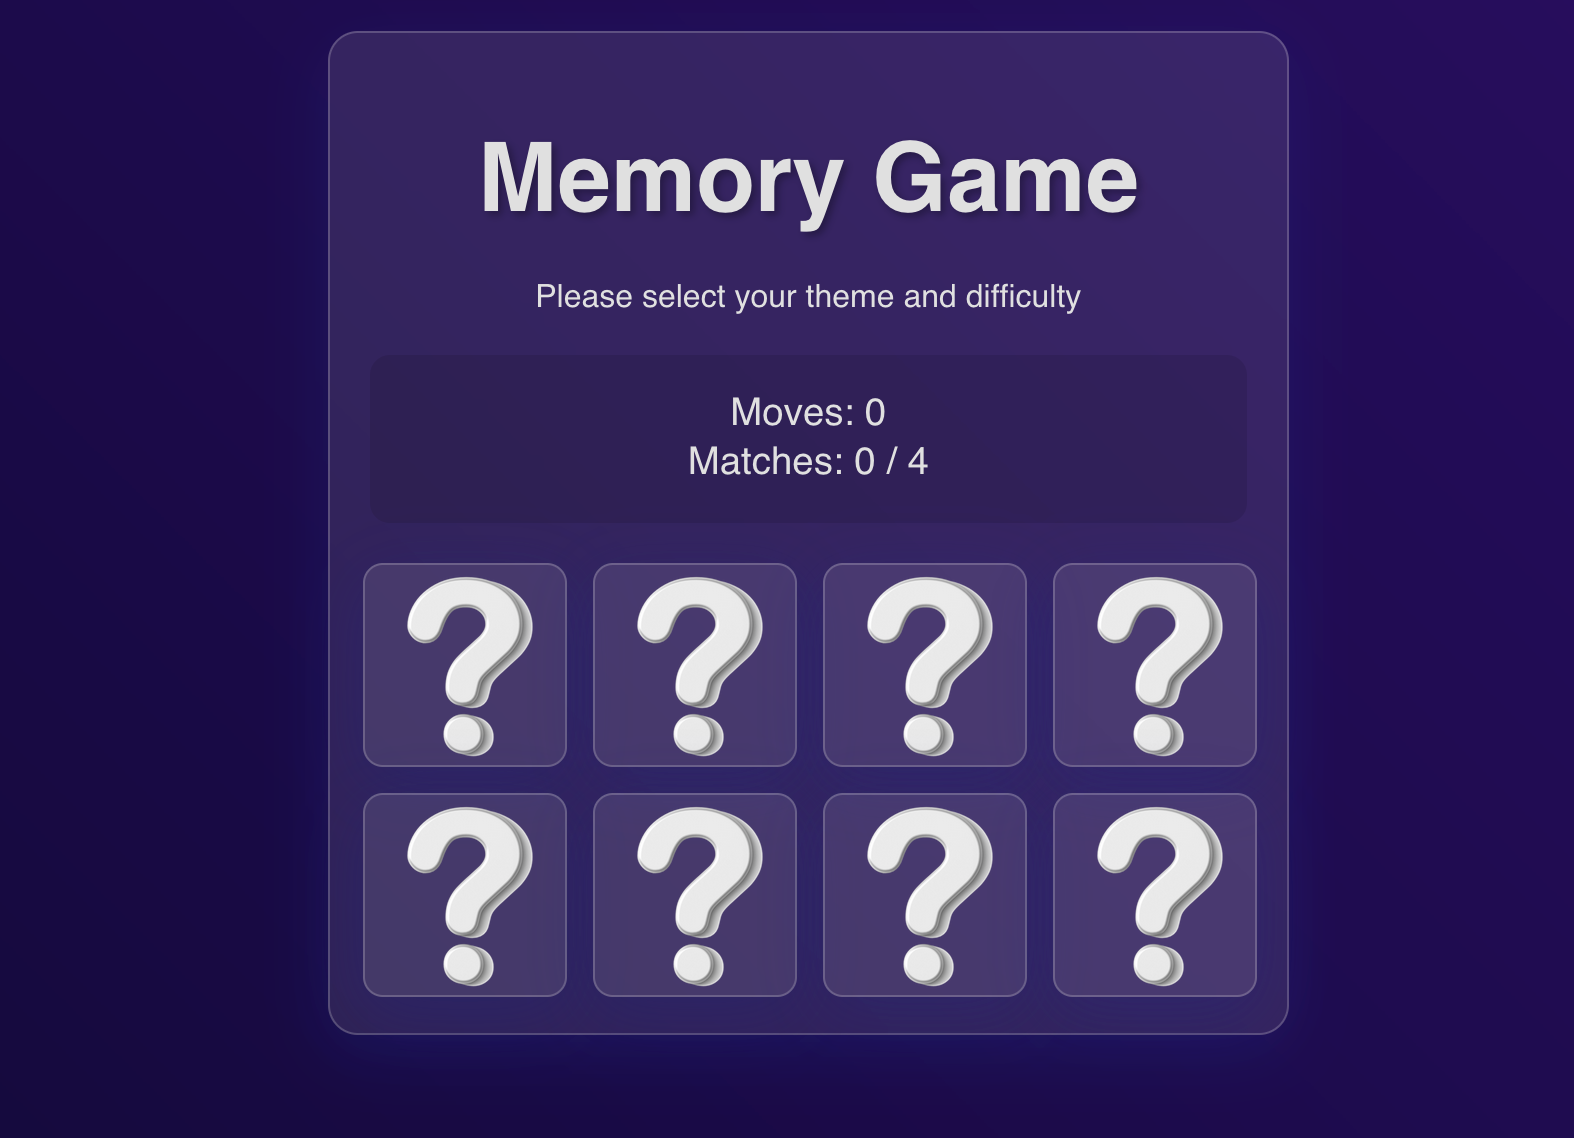 Memory Game
Please select your theme and difficulty
Moves: 0
Matches: 0 / 4
❔ ❔ ❔ ❔
❔ ❔ ❔ ❔